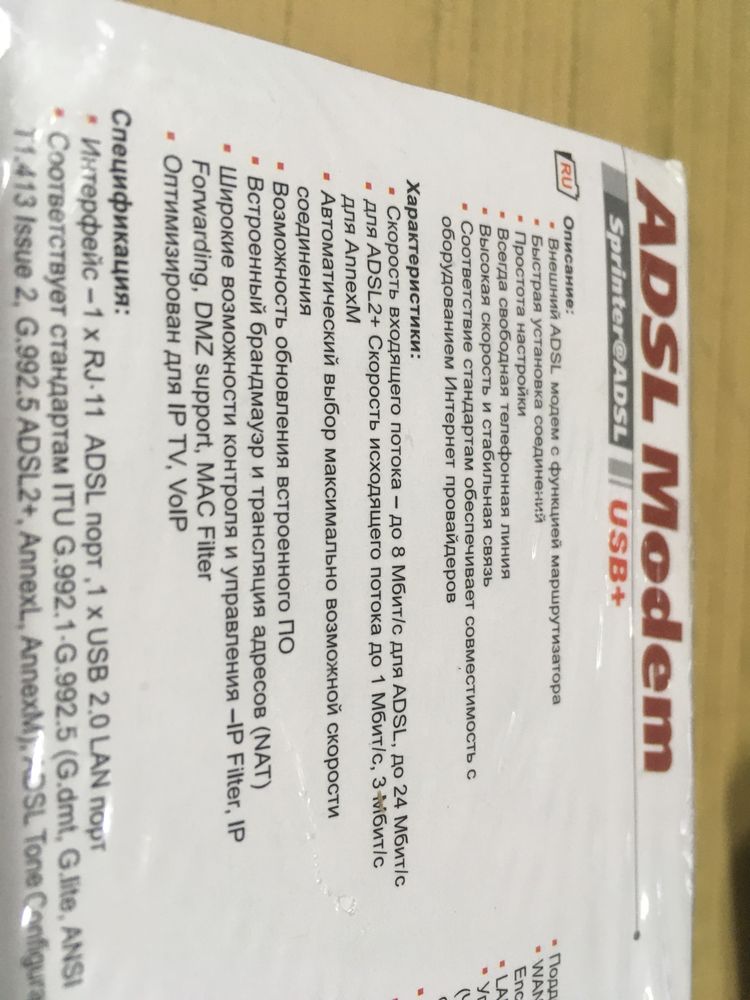 ADSL Modem
Sprinter@ADSL USB+
RU
Описание:
Внешний ADSL модем с функцией маршрутизатора
Быстрая установка соединений
Простота настройки
Всегда свободная телефонная линия
Высокая скорость и стабильная связь
Соответствие стандартам обеспечивает совместимость с
оборудованием Интернет провайдеров
Характеристики:
Скорость входящего потока – до 8 Мбит/с для ADSL, до 24 Мбит/с
для ADSL2+ Скорость исходящего потока до 1 Мбит/с, 3 Мбит/с
для AnnexM
Автоматический выбор максимально возможной скорости
соединения
Возможность обновления встроенного ПО
Встроенный брандмауэр и трансляция адресов (NAT)
Широкие возможности контроля и управления –IP Filter, IP
Forwarding, DMZ support, MAC Filter
Оптимизирован для IP TV, VoIP
Спецификация:
Интерфейс –1 x RJ-11 ADSL порт ,1 x USB 2.0 LAN порт
Соответствует стандартам ITU G.992.1-G.992.5 (G.dmt, G.lite, ANSI
T1.413 Issue 2, G.992.5 ADSL2+, AnnexL, AnnexM), ADSL Tone Configura
Подд
WAN
Enc
LA